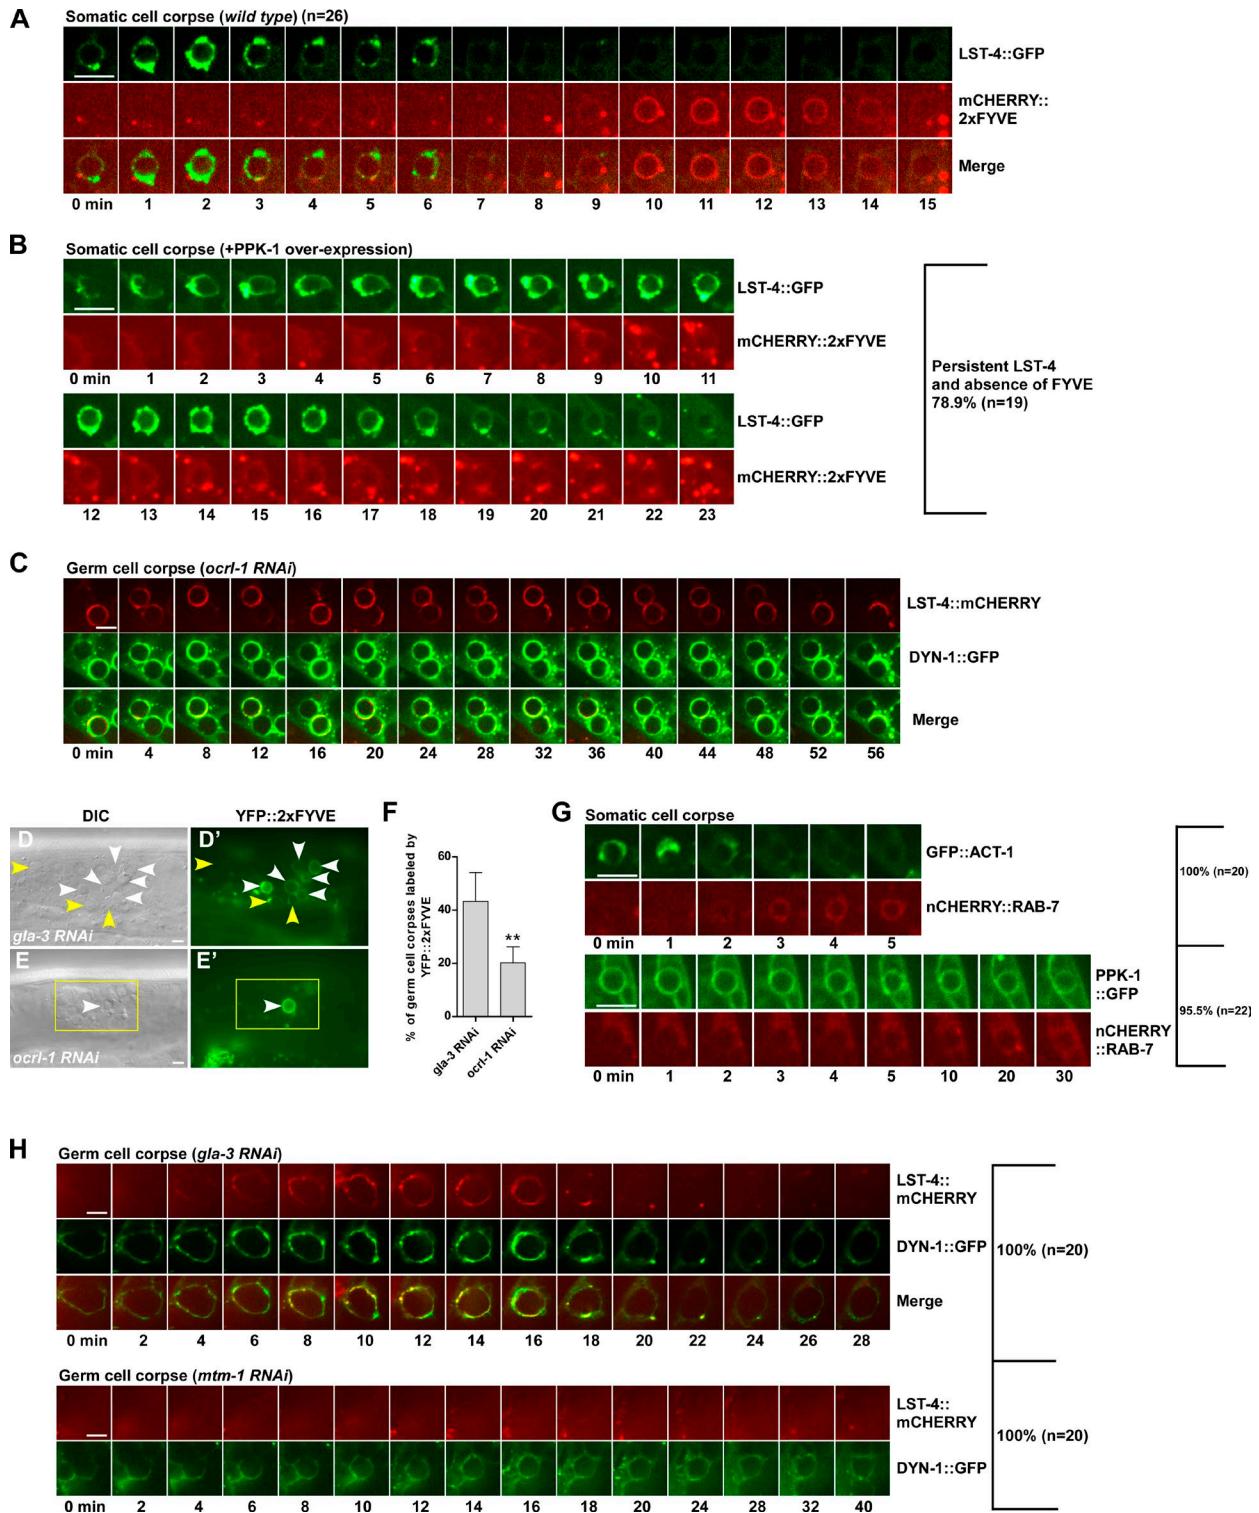 A
Somatic cell corpse (wild type) (n=26)
LST-4::GFP
mCHERRY::
2xFYVE
Merge
0 min 1 2 3 4 5 6 7 8 9 10 11 12 13 14 15
B
Somatic cell corpse (+PPK-1 over-expression)
LST-4::GFP
mCHERRY::2xFYVE
0 min 1 2 3 4 5 6 7 8 9 10 11
LST-4::GFP
mCHERRY::2xFYVE
12 13 14 15 16 17 18 19 20 21 22 23
Persistent LST-4
and absence of FYVE
78.9% (n=19)
C
Germ cell corpse (ocrl-1 RNAi)
LST-4::mCHERRY
DYN-1::GFP
Merge
0 min 4 8 12 16 20 24 28 32 36 40 44 48 52 56
DIC
YFP::2xFYVE
D
gla-3 RNAi
D'
E
ocrl-1 RNAi
E'
F
% of germ cell corpses labeled by
YFP::2xFYVE
60
40
20
0
**
gla-3 RNAi
ocrl-1 RNAi
G
Somatic cell corpse
GFP::ACT-1
nCHERRY::RAB-7
0 min 1 2 3 4 5
100% (n=20)
PPK-1
::GFP
nCHERRY
::RAB-7
0 min 1 2 3 4 5 10 20 30
95.5% (n=22)
H
Germ cell corpse (gla-3 RNAi)
LST-4::
mCHERRY
DYN-1::GFP
Merge
0 min 2 4 6 8 10 12 14 16 18 20 22 24 26 28
100% (n=20)
Germ cell corpse (mtm-1 RNAi)
LST-4::
mCHERRY
DYN-1::GFP
0 min 2 4 6 8 10 12 14 16 18 20 24 28 32 40
100% (n=20)